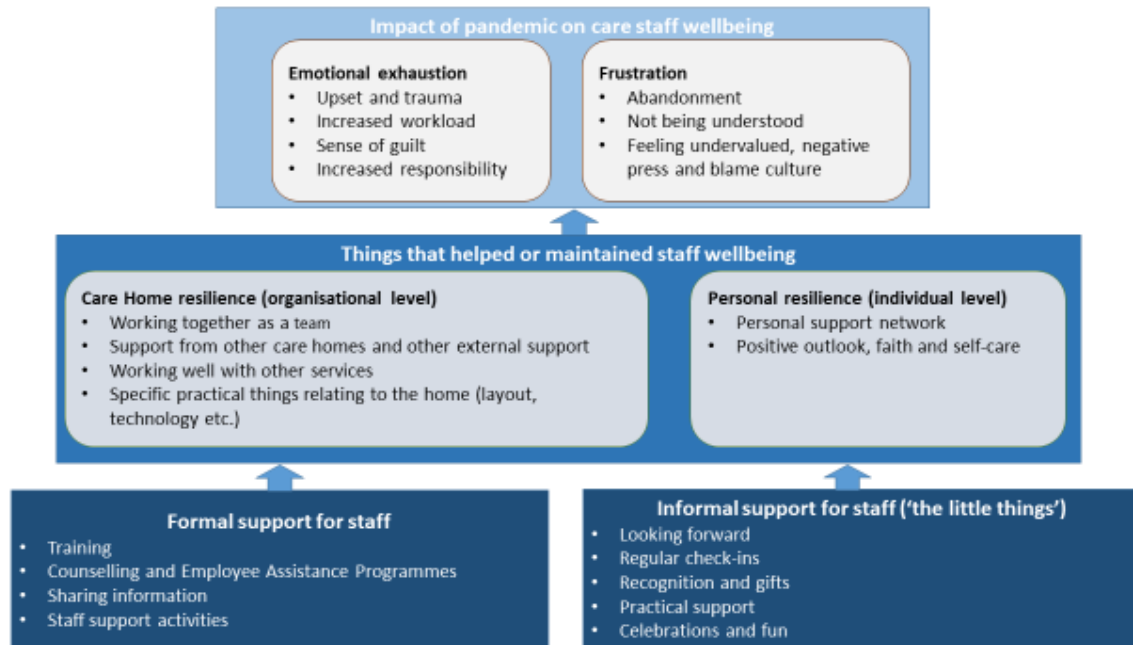 Impact of pandemic on care staff wellbeing
Emotional exhaustion
• Upset and trauma
• Increased workload
• Sense of guilt
• Increased responsibility
Frustration
• Abandonment
• Not being understood
• Feeling undervalued, negative
press and blame culture
Things that helped or maintained staff wellbeing
Care Home resilience (organisational level)
• Working together as a team
• Support from other care homes and other external support
• Working well with other services
• Specific practical things relating to the home (layout,
technology etc.)
Personal resilience (individual level)
• Personal support network
• Positive outlook, faith and self-care
Formal support for staff
• Training
• Counselling and Employee Assistance Programmes
• Sharing information
• Staff support activities
Informal support for staff (‘the little things’)
• Looking forward
• Regular check-ins
• Recognition and gifts
• Practical support
• Celebrations and fun